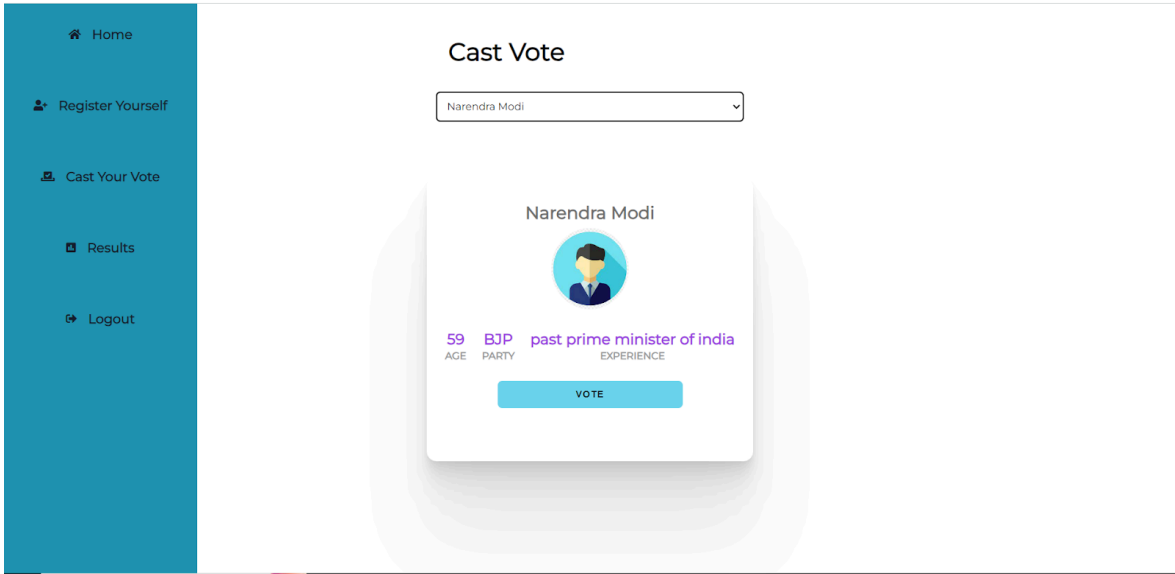 Home
Register Yourself
Cast Your Vote
Results
Logout
Cast Vote
Narendra Modi
Narendra Modi
59 BJP past prime minister of india
AGE PARTY EXPERIENCE
VOTE